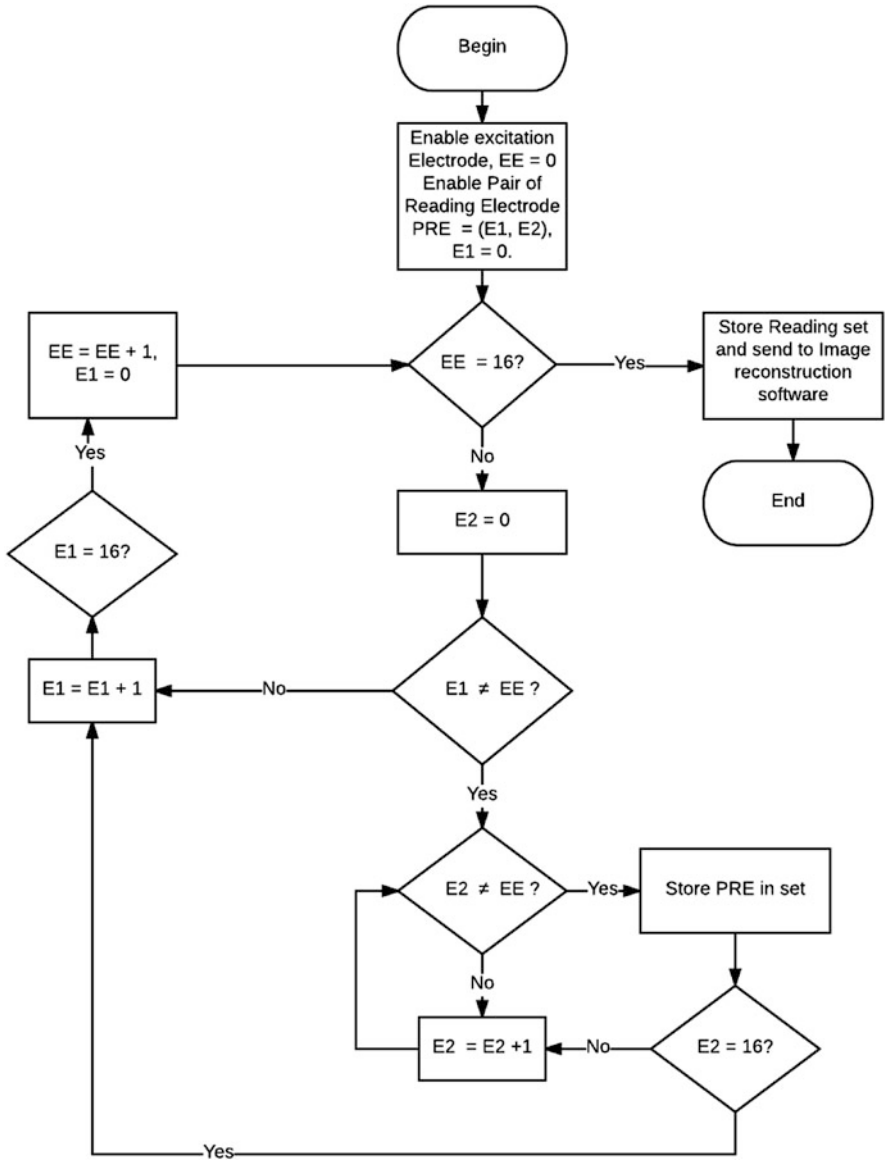 Begin
Enable excitation
Electrode, EE = 0
Enable Pair of
Reading Electrode
PRE = (E1, E2),
E1 = 0.
EE = EE + 1,
E1 = 0
EE = 16?
Yes
Store Reading set
and send to Image
reconstruction
software
Yes
No
End
E2 = 0
E1 = 16?
E1 = E1 + 1
No
E1 ≠ EE ?
Yes
E2 ≠ EE ?
Yes
Store PRE in set
No
E2 = E2 +1
No
E2 = 16?
Yes